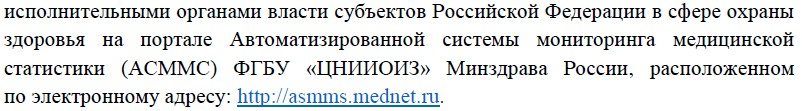 исполнительными органами власти субъектов Российской Федерации в сфере охраны
здоровья на портале Автоматизированной системы мониторинга медицинской
статистики (АСММС) ФГБУ «ЦНИИОИЗ» Минздрава России, расположенном
по электронному адресу: http://asmms.mednet.ru.